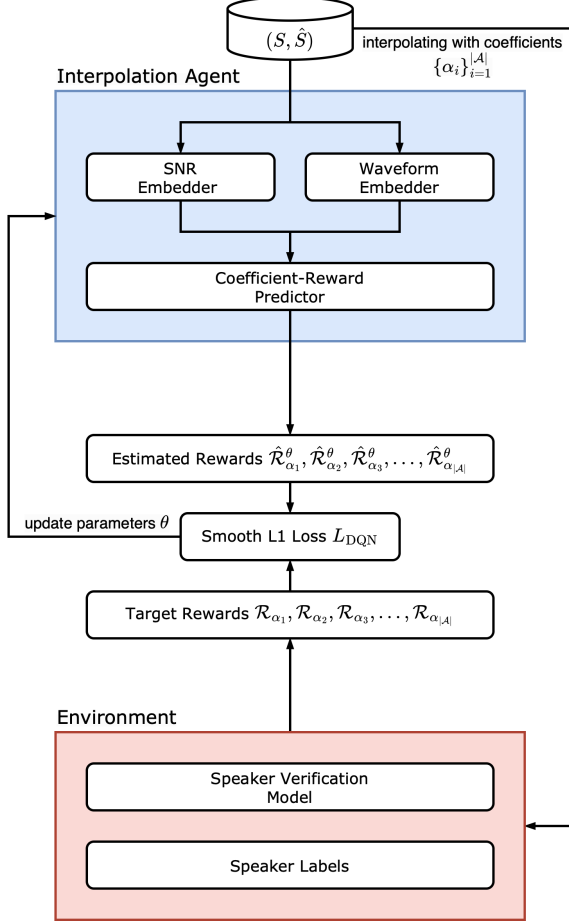 (S, Ŝ)
interpolating with coefficients
{α_i}_{i=1}^{|𝒜|}
Interpolation Agent
SNR
Embedder
Waveform
Embedder
Coefficient-Reward
Predictor
Estimated Rewards ℛ̂^θ_{α_1}, ℛ̂^θ_{α_2}, ℛ̂^θ_{α_3}, . . . , ℛ̂^θ_{α_{|𝒜|}}
update parameters θ
Smooth L1 Loss L_{DQN}
Target Rewards ℛ_{α_1}, ℛ_{α_2}, ℛ_{α_3}, . . . , ℛ_{α_{|𝒜|}}
Environment
Speaker Verification
Model
Speaker Labels